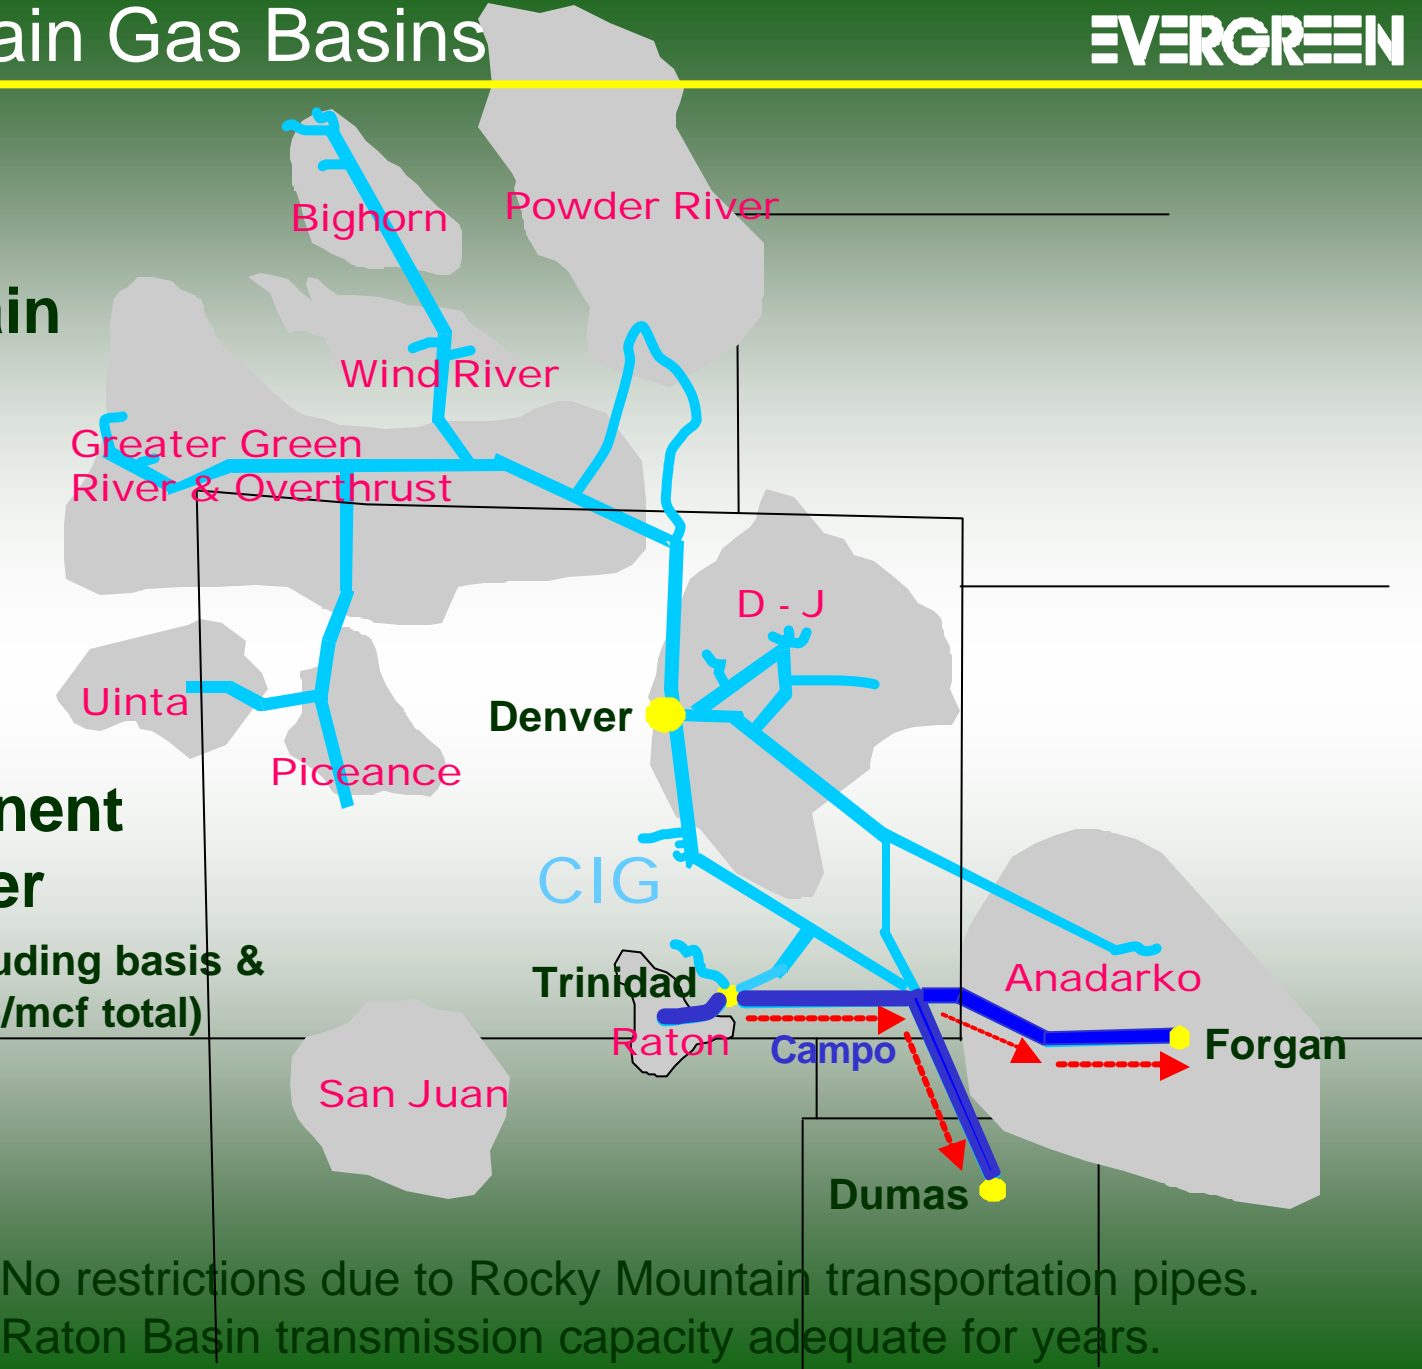 ain Gas Basins
EVERGREEN
Powder River
Bighorn
ain
Wind River
Greater Green
River & Overthrust
D - J
Uinta
Denver
Piceance
nent
er
CIG
uding basis &
Trinidad
Anadarko
/mcf total)
Raton
Campo
Forgan
San Juan
Dumas
No restrictions due to Rocky Mountain transportation pipes.
Raton Basin transmission capacity adequate for years.